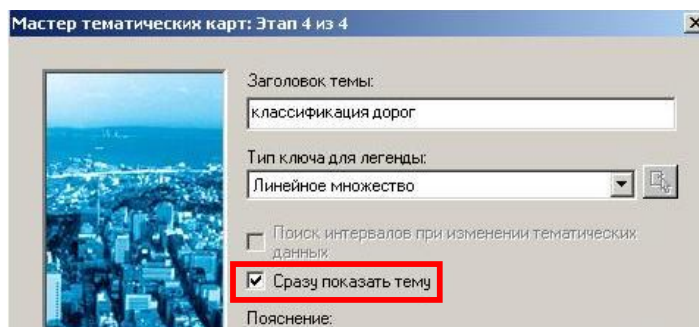 Мастер тематических карт: Этап 4 из 4
Заголовок темы:
классификация дорог
Тип ключа для легенды:
Линейное множество
Поиск интервалов при изменении тематических
данных
Сразу показать тему
Пояснение: